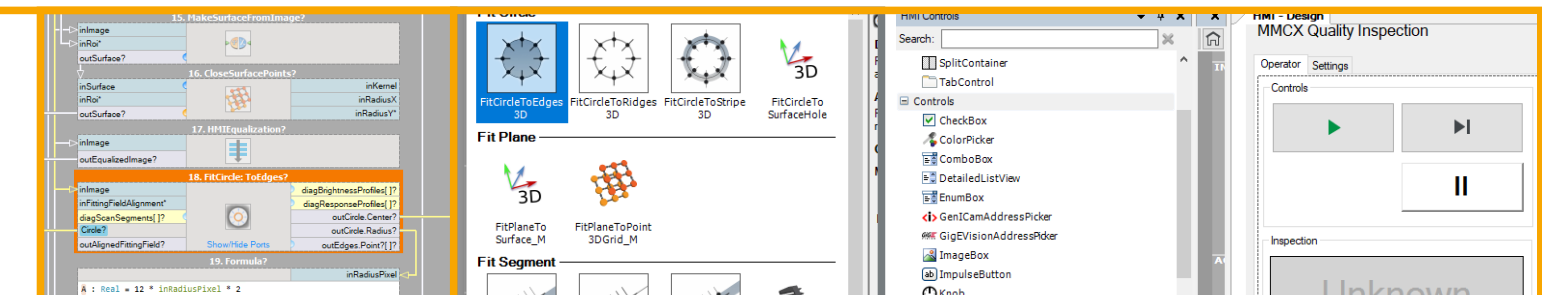 15. MakeSurfaceFromImage?
inImage
inRoi*
outSurface?
16. CloseSurfacePoints?
inSurface
inKernel
inRoi*
inRadiusX
outSurface?
inRadiusY*
17. HMIEqualization?
inImage
outEqualizedImage?
18. FitCircle: ToEdges?
inImage
diagBrightnessProfiles[ ]?
inFittingFieldAlignment*
diagResponseProfiles[ ]?
diagScanSegments[ ]?
outCircle.Center?
Circle?
outCircle.Radius?
outAlignedFittingField?
Show/Hide Ports
outEdges.Point?[ ]?
19. Formula?
inRadiusPixel
A : Real = 12 * inRadiusPixel * 2
Fit Circle
3D
FitCircleToEdges
3D
FitCircleToRidges
3D
FitCircleToStripe
3D
FitCircleTo
SurfaceHole
Fit Plane
3D
FitPlaneTo
Surface_M
FitPlaneToPoint
3DGrid_M
Fit Segment
HMI Controls
Search:
SplitContainer
TabControl
Controls
CheckBox
ColorPicker
ComboBox
DetailedListView
EnumBox
GenICamAddressPicker
GigEVisionAddressPicker
ImageBox
ab ImpulseButton
Knob
HMI - Design
MMCX Quality Inspection
Operator
Settings
Controls
Inspection
Unknown